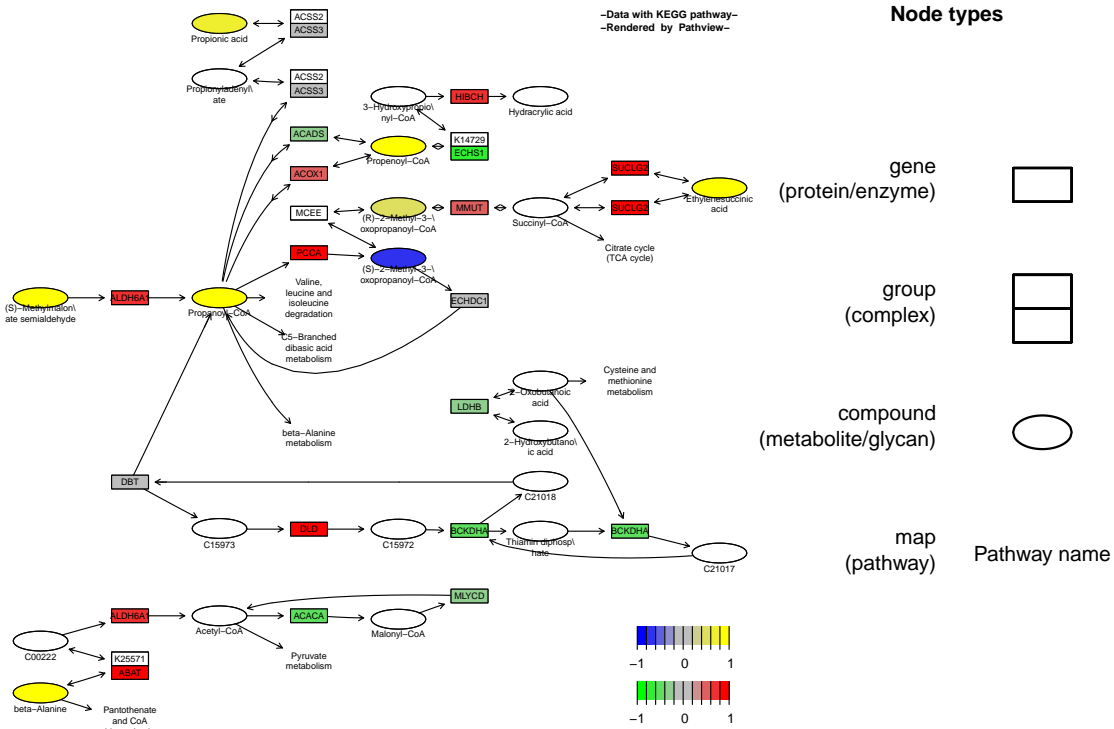 −Data with KEGG pathway−
−Rendered by Pathview−
Node types
ACSS2
ACSS3
Propionic acid
ACSS2
ACSS3
Propionyladenyl\
ate
HIBCH
3−Hydroxypropio\
nyl−CoA
Hydracrylic acid
ACADS
K14729
ECHS1
Propenoyl−CoA
ACOX1
SUCLG2
Ethylenesuccinic
acid
MCEE
(R)−2−Methyl−3−\
oxopropanoyl−CoA
MMUT
Succinyl−CoA
SUCLG2
Citrate cycle
(TCA cycle)
PCCA
(S)−2−Methyl−3−\
oxopropanoyl−CoA
Valine,
leucine and
isoleucine
degradation
ECHDC1
(S)−Methylmalon\
ate semialdehyde
ALDH6A1
Propanoyl−CoA
C5−Branched
dibasic acid
metabolism
2−Oxobutanoic
acid
Cysteine and
methionine
metabolism
LDHB
beta−Alanine
metabolism
2−Hydroxybutano\
ic acid
DBT
C21018
C15973
DLD
C15972
BCKDHA
Thiamin diphosp\
hate
BCKDHA
C21017
MLYCD
ALDH6A1
Acetyl−CoA
ACACA
Malonyl−CoA
C00222
K25571
ABAT
Pyruvate
metabolism
beta−Alanine
Pantothenate
and CoA
gene
(protein/enzyme)
group
(complex)
compound
(metabolite/glycan)
map
(pathway)
Pathway name
−1 0 1
−1 0 1